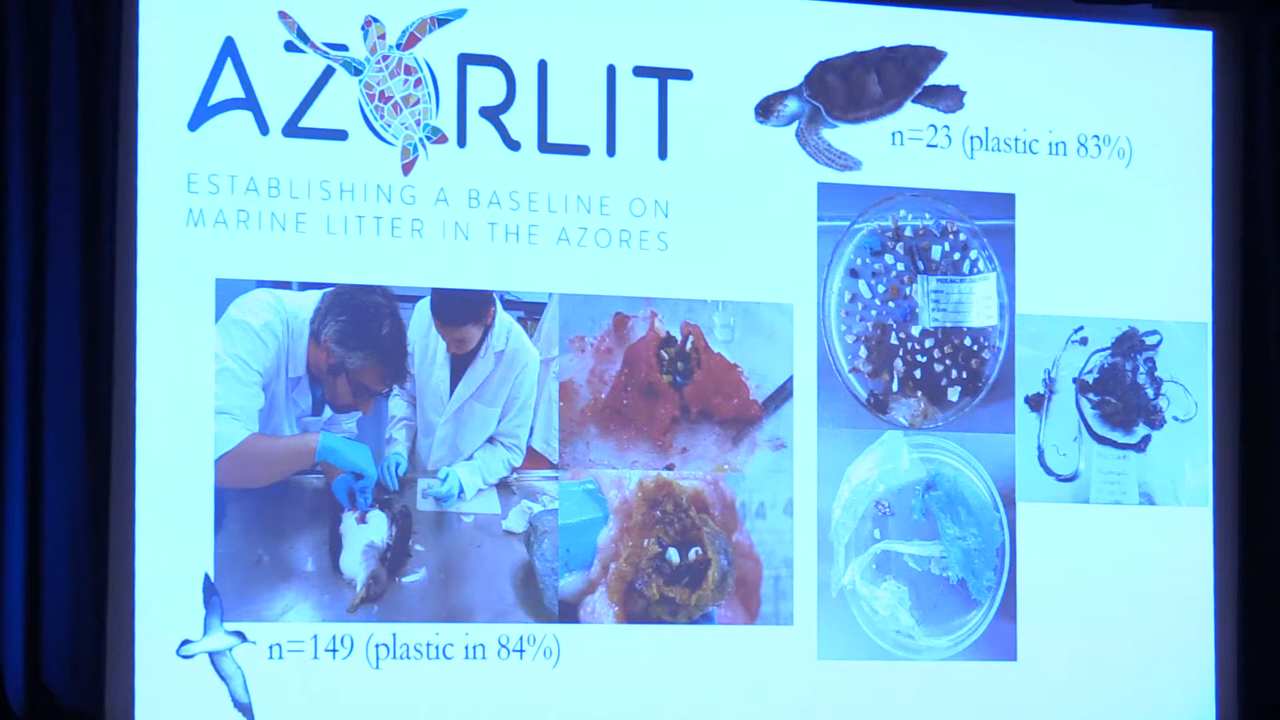 AZORLIT
ESTABLISHING A BASELINE ON
MARINE LITTER IN THE AZORES
n=23 (plastic in 83%)
n=149 (plastic in 84%)